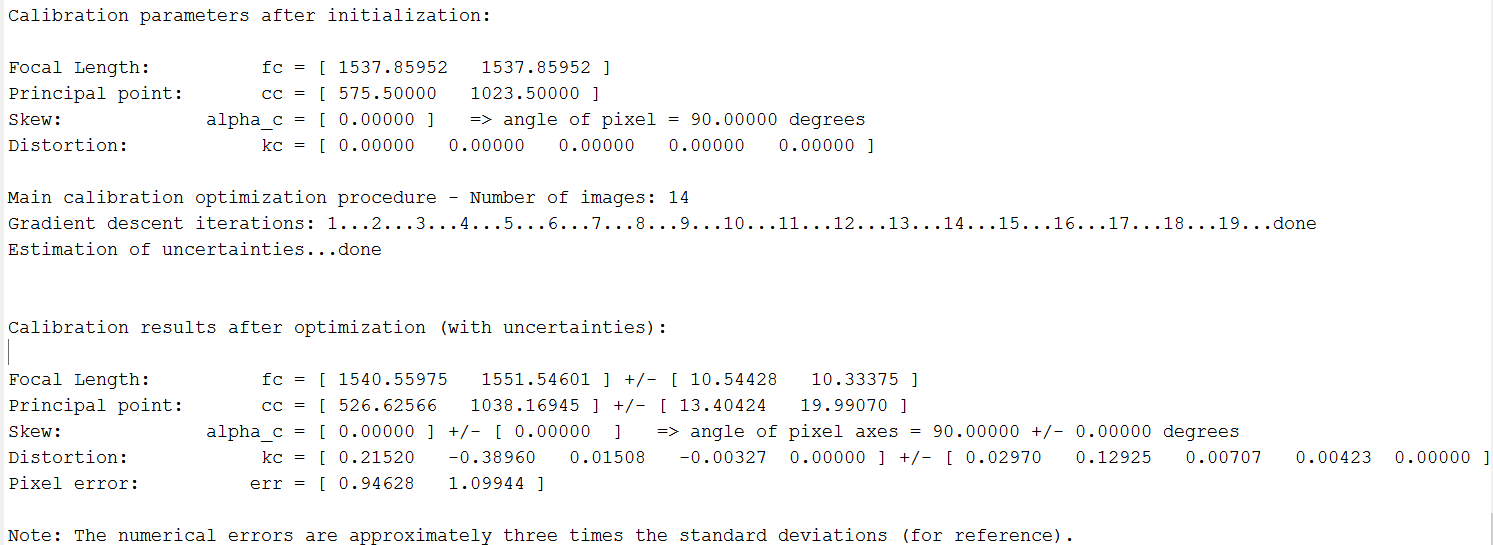 Calibration parameters after initialization:
Focal Length: fc = [ 1537.85952 1537.85952 ]
Principal point: cc = [ 575.50000 1023.50000 ]
Skew: alpha_c = [ 0.00000 ] => angle of pixel = 90.00000 degrees
Distortion: kc = [ 0.00000 0.00000 0.00000 0.00000 0.00000 ]
Main calibration optimization procedure - Number of images: 14
Gradient descent iterations: 1...2...3...4...5...6...7...8...9...10...11...12...13...14...15...16...17...18...19...done
Estimation of uncertainties...done
Calibration results after optimization (with uncertainties):
Focal Length: fc = [ 1540.55975 1551.54601 ] +/- [ 10.54428 10.33375 ]
Principal point: cc = [ 526.62566 1038.16945 ] +/- [ 13.40424 19.99070 ]
Skew: alpha_c = [ 0.00000 ] +/- [ 0.00000 ] => angle of pixel axes = 90.00000 +/- 0.00000 degrees
Distortion: kc = [ 0.21520 -0.38960 0.01508 -0.00327 0.00000 ] +/- [ 0.02970 0.12925 0.00707 0.00423 0.00000 ]
Pixel error: err = [ 0.94628 1.09944 ]
Note: The numerical errors are approximately three times the standard deviations (for reference).